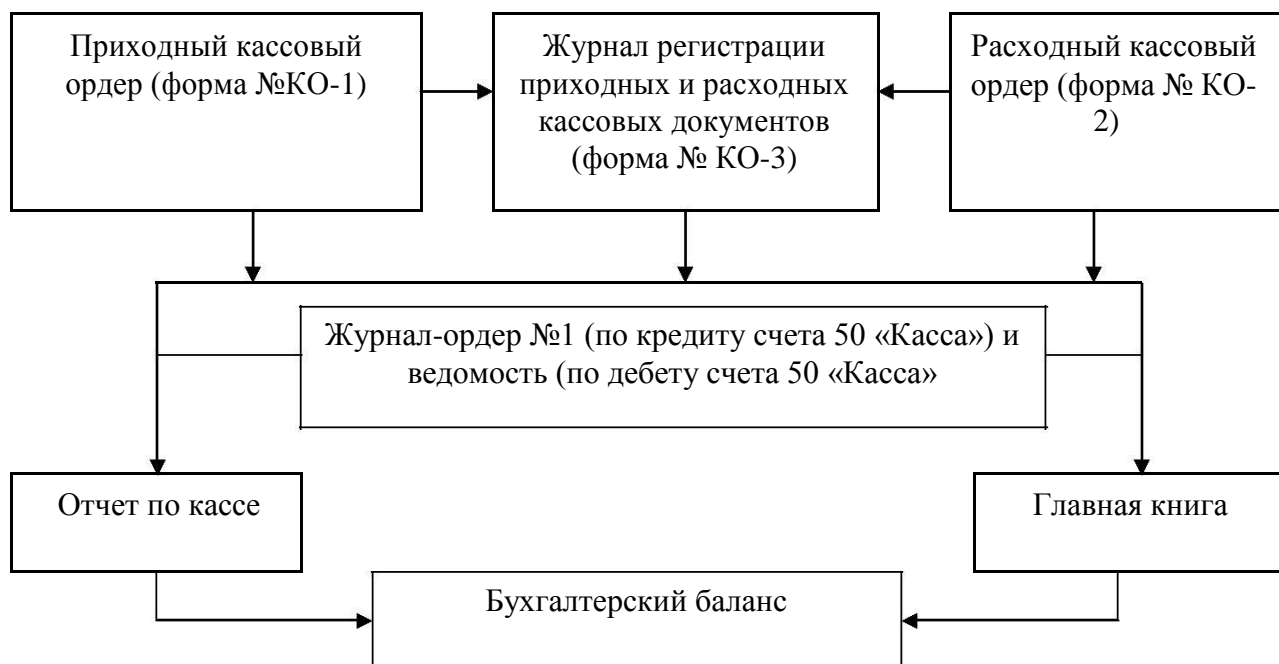 Приходный кассовый
ордер (форма №КО-1)
Журнал регистрации
приходных и расходных
кассовых документов
(форма № КО-3)
Расходный кассовый
ордер (форма № КО-
2)
Журнал-ордер №1 (по кредиту счета 50 «Касса») и
ведомость (по дебету счета 50 «Касса»
Отчет по кассе
Главная книга
Бухгалтерский баланс